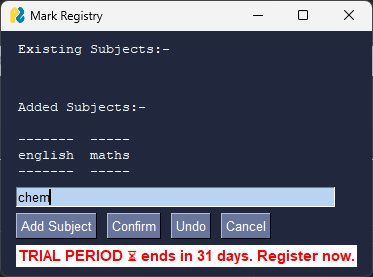 Mark Registry
Existing Subjects:-
Added Subjects:-
------- -----
english maths
chem
Add Subject Confirm Undo Cancel
TRIAL PERIOD ⏳ ends in 31 days. Register now.